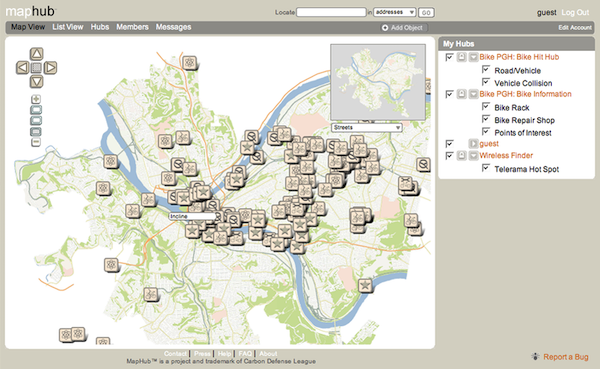 maphub
Locate in addresses GO guest Log Out
Map View List View Hubs Members Messages Add Object Edit Account
My Hubs
Bike PGH: Bike Hit Hub
Road/Vehicle
Vehicle Collision
Bike PGH: Bike Information
Bike Rack
Bike Repair Shop
Points of Interest
guest
Wireless Finder
Telerama Hot Spot
Streets
Incline
Contact | Press | Help | FAQ | About
MapHub™ is a project and trademark of Carbon Defense League
Report a Bug